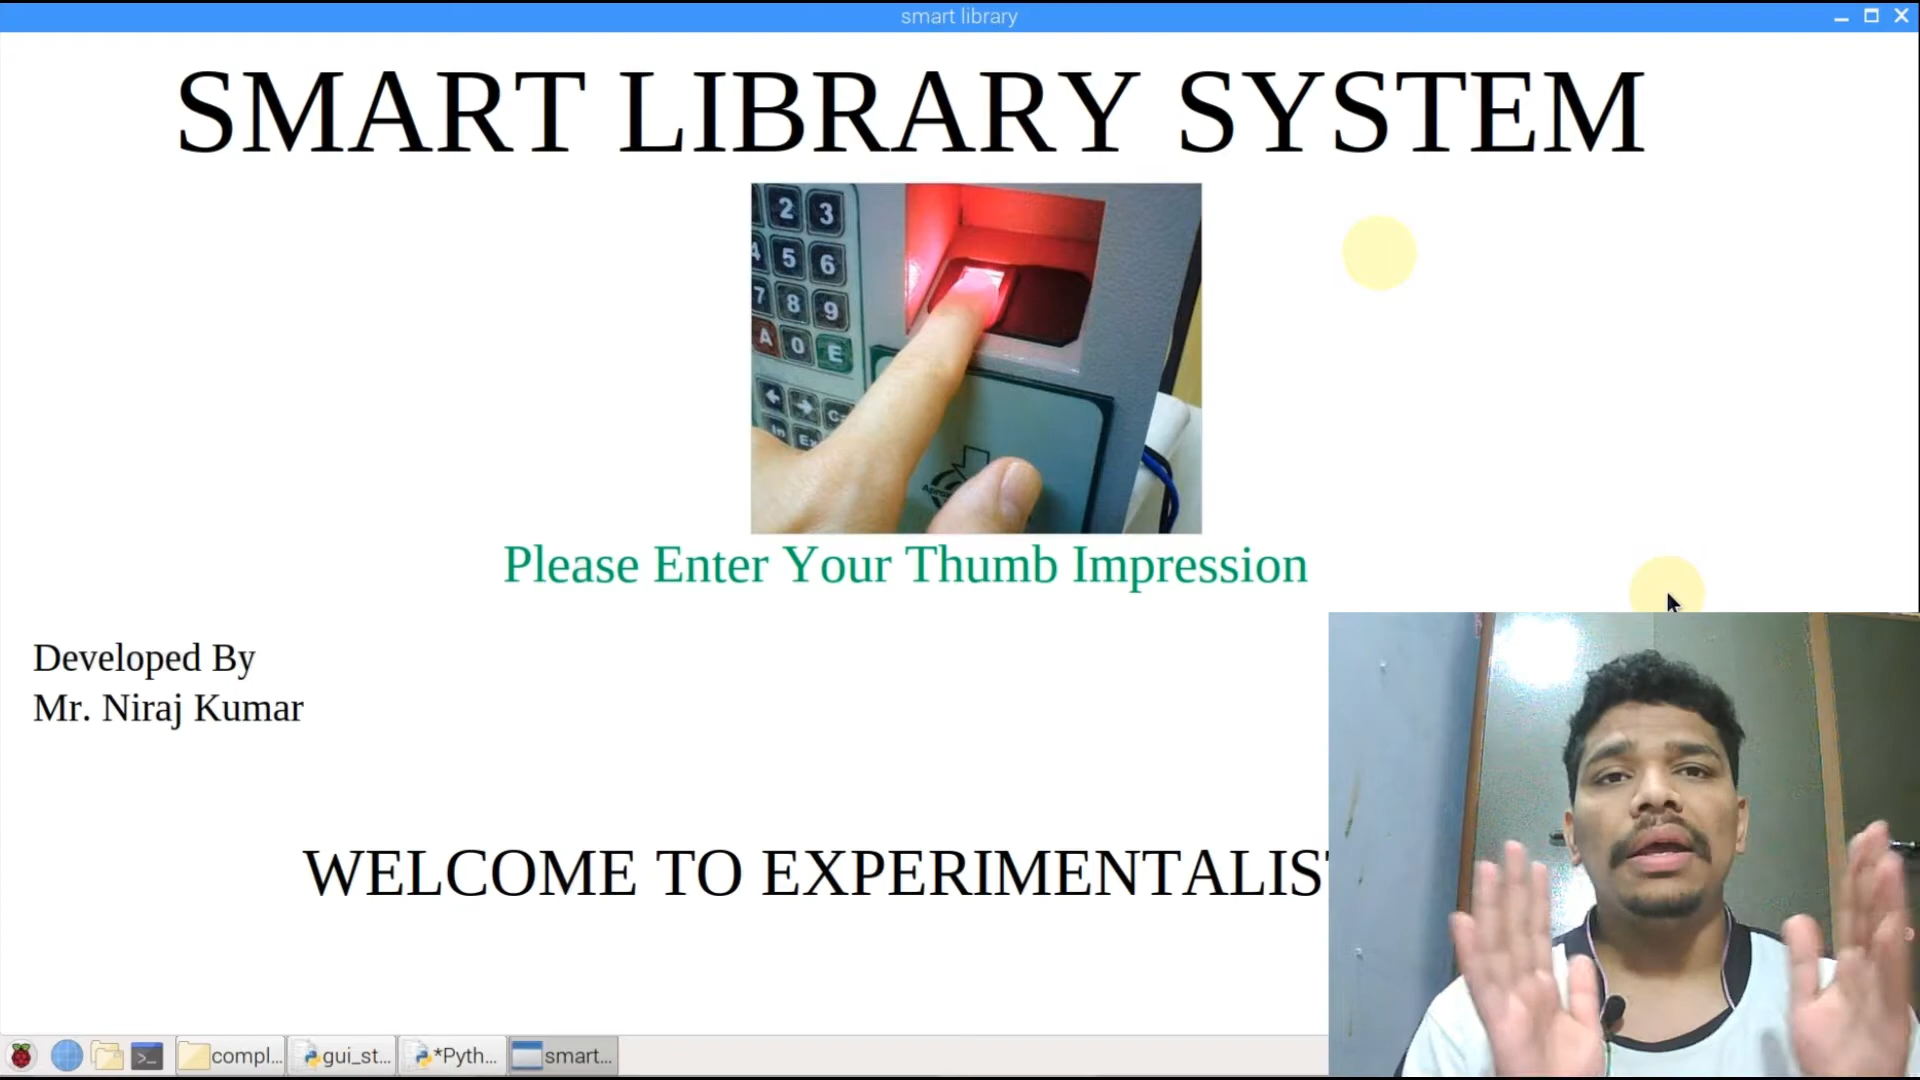 smart library
SMART LIBRARY SYSTEM
2 3
4 5 6
7 8 9
A 0 E
Please Enter Your Thumb Impression
Developed By
Mr. Niraj Kumar
WELCOME TO EXPERIMENTALIS
compl... gui_st... *Pyth... smart...